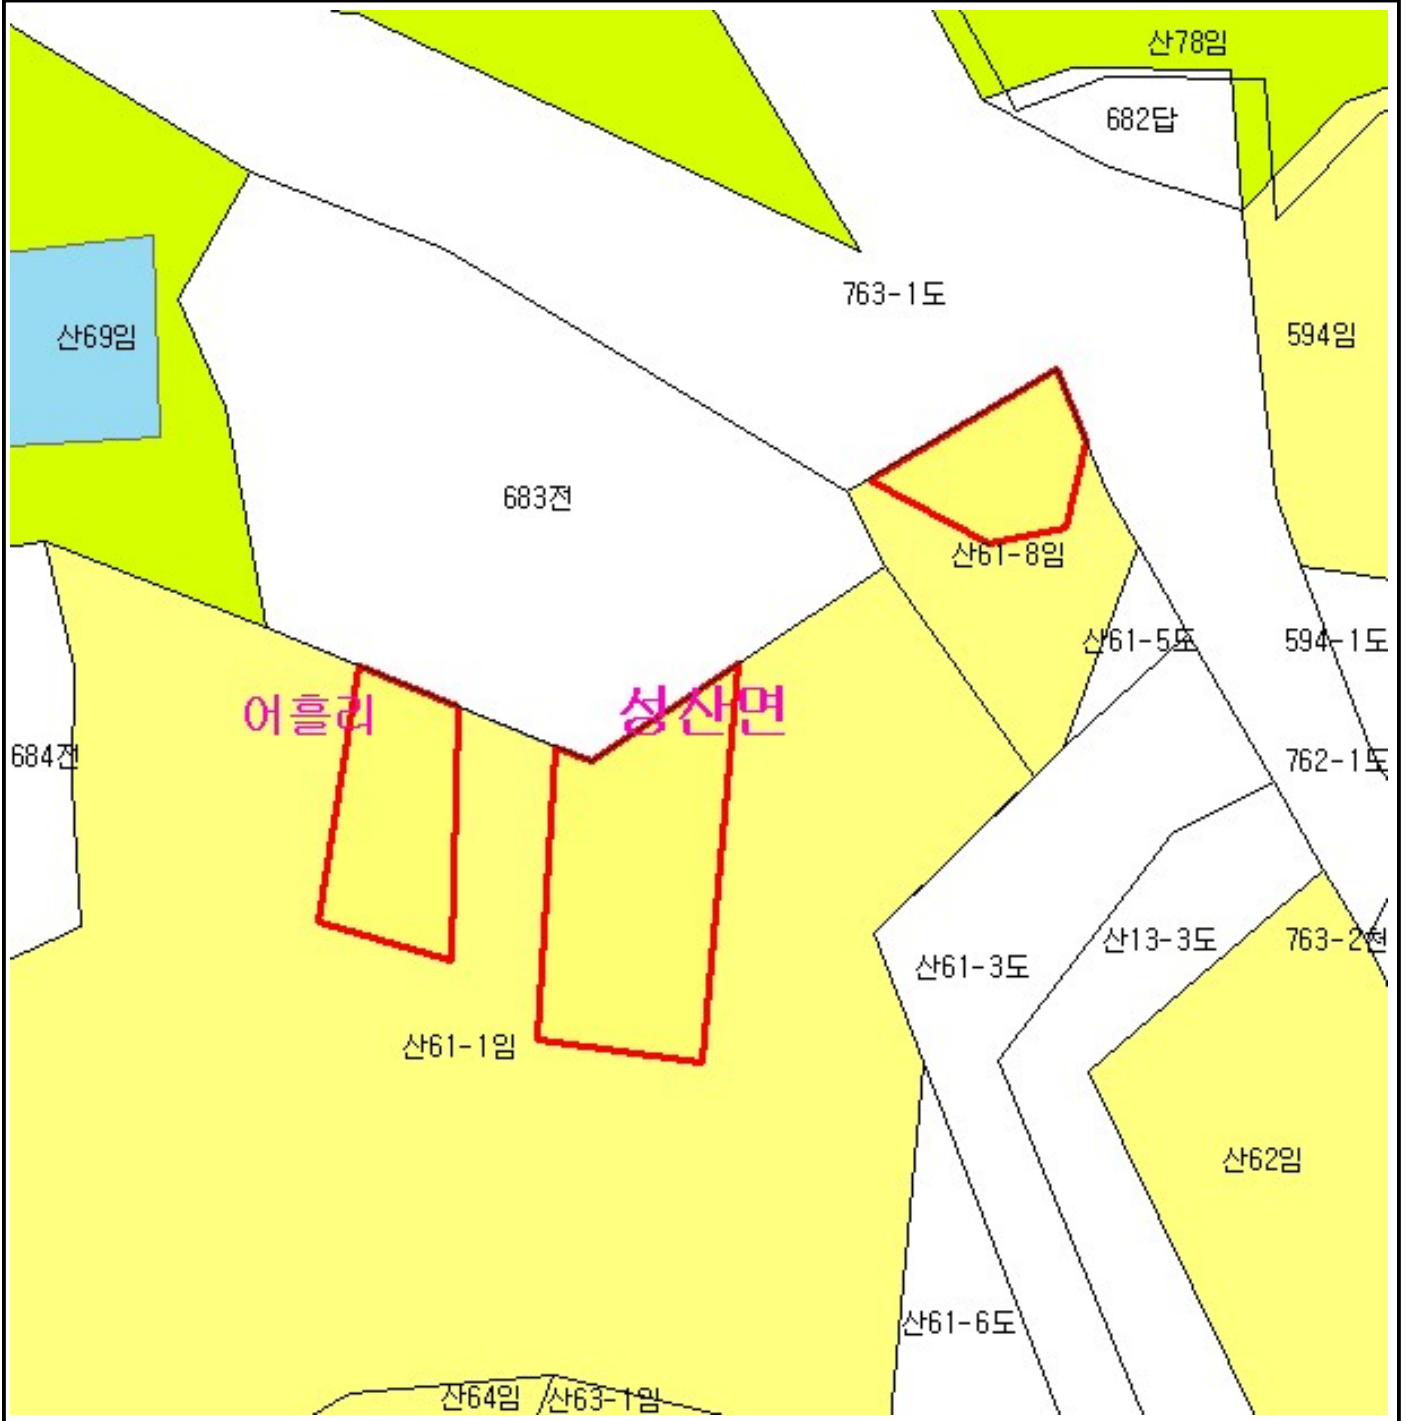 산78임
682답
763-1도
산69임
594임
683전
산61-8임
산61-5도
594-1도
어흘리
성산면
684전
762-1도
산13-3도
763-2천
산61-3도
산61-1임
산62임
산61-6도
산64임
산63-1임